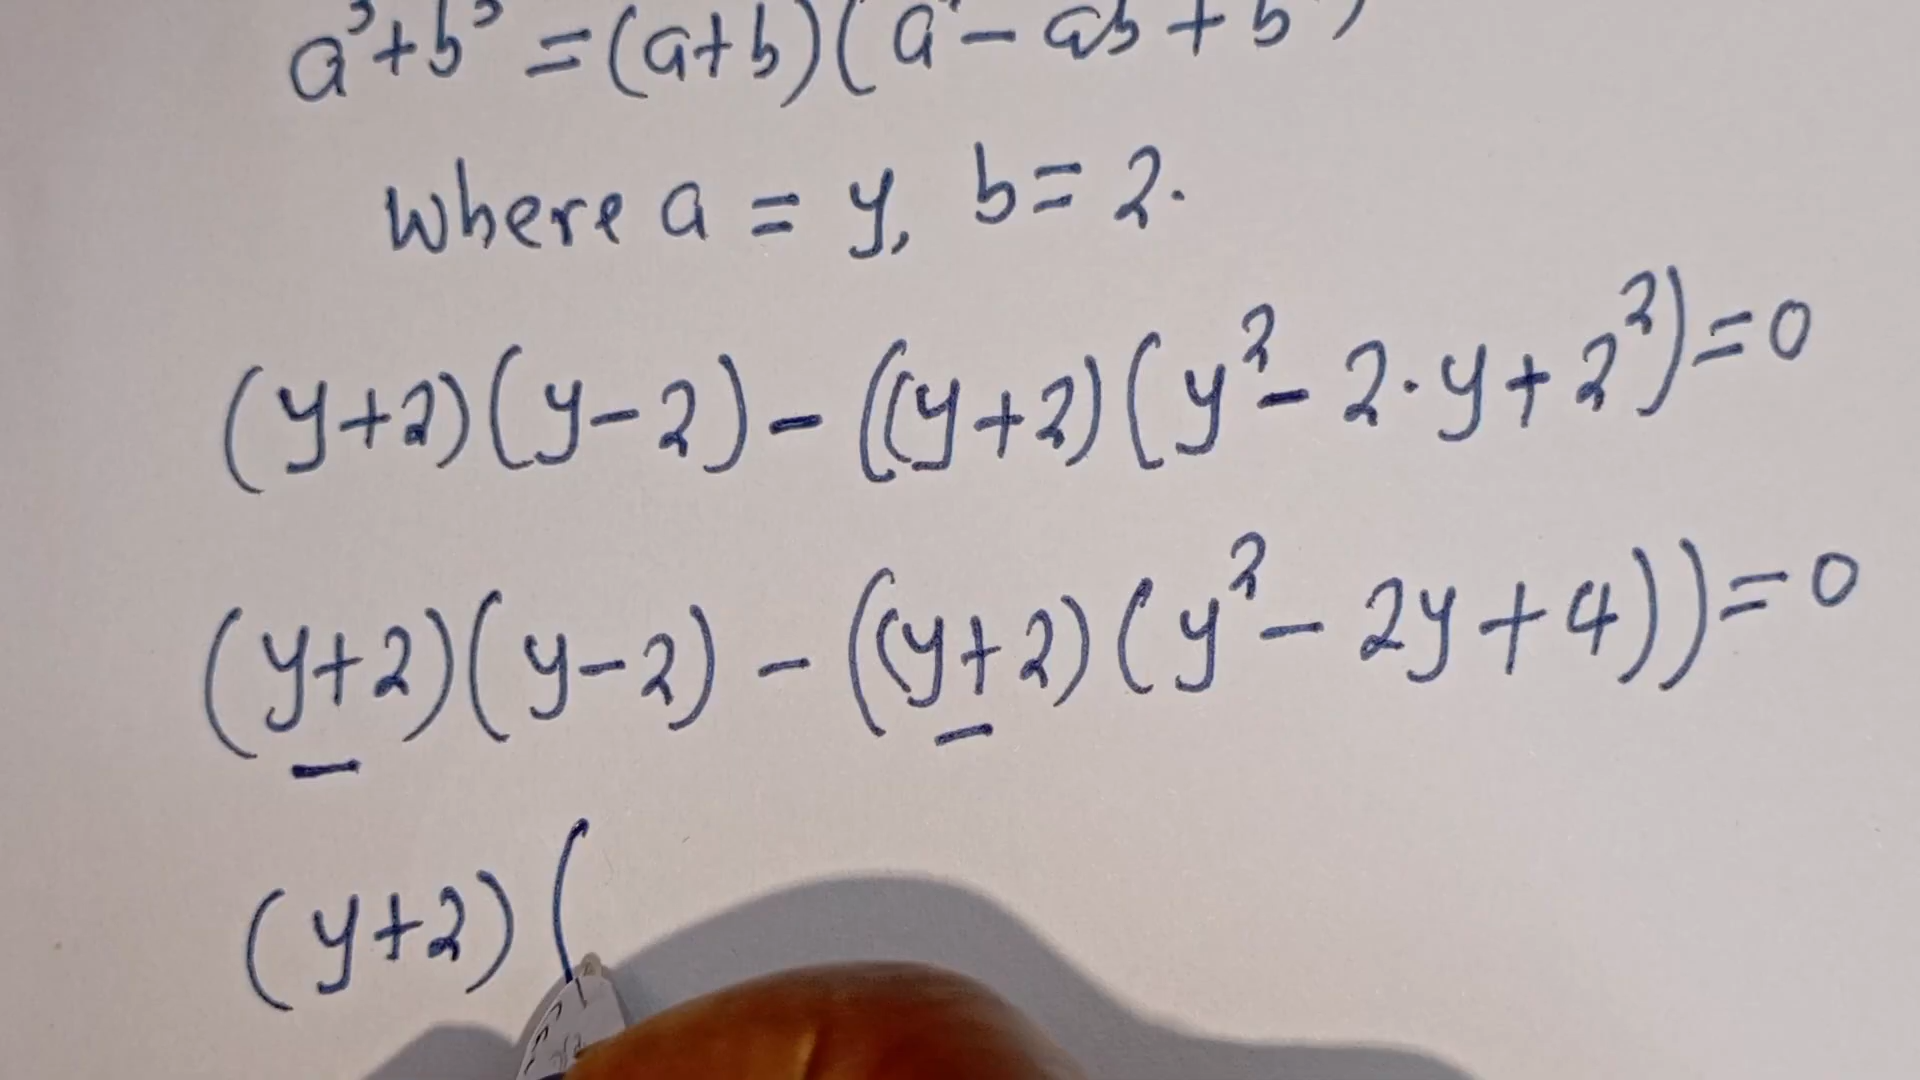 a³+b³ = (a+b)(a²- ab + b²)
where a = y, b = 2.
(y+2)(y-2) - ((y+2)(y²- 2·y + 2²) = 0
(y+2)(y-2) - ((y+2)(y²- 2y + 4)) = 0
(y+2)(